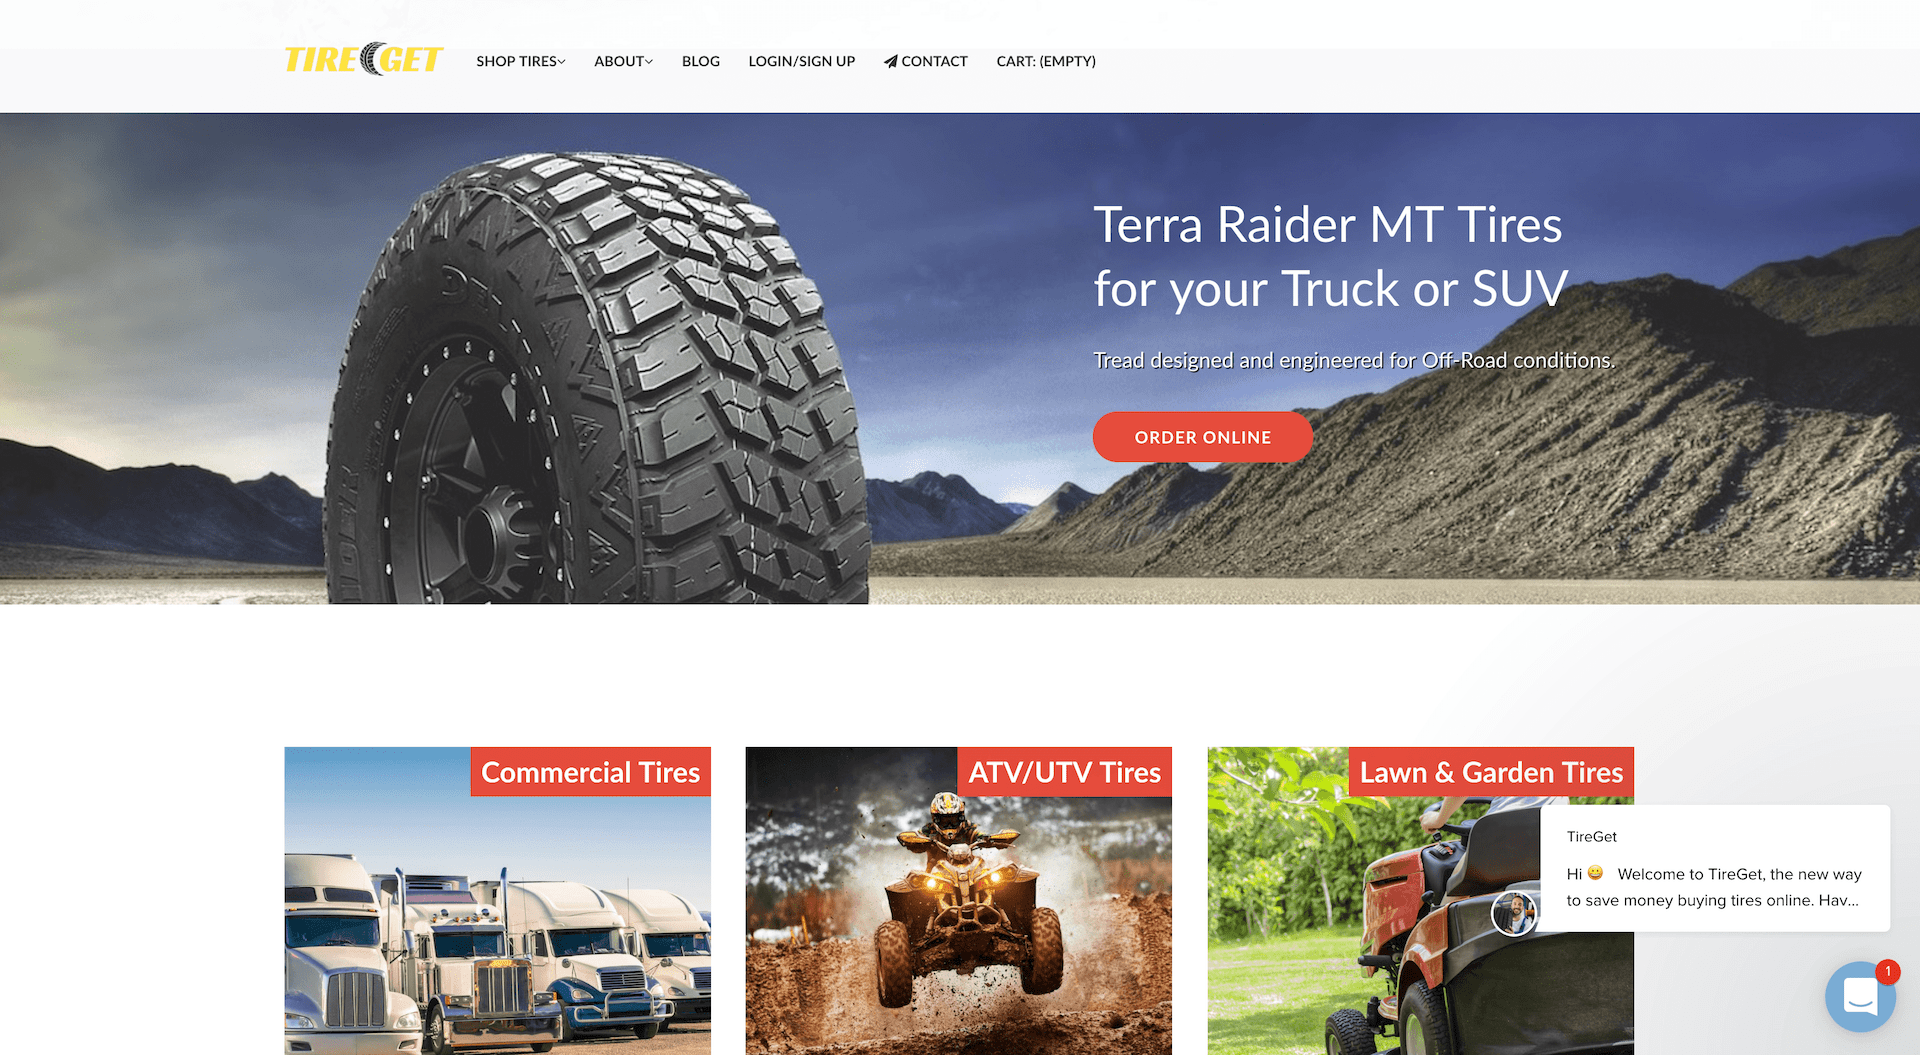 TIRE GET
SHOP TIRES
ABOUT
BLOG
LOGIN/SIGN UP
CONTACT
CART: (EMPTY)
Terra Raider MT Tires
for your Truck or SUV
Tread designed and engineered for Off-Road conditions.
ORDER ONLINE
Commercial Tires
ATV/UTV Tires
Lawn & Garden Tires
TireGet
Hi 😀 Welcome to TireGet, the new way
to save money buying tires online. Hav...
1